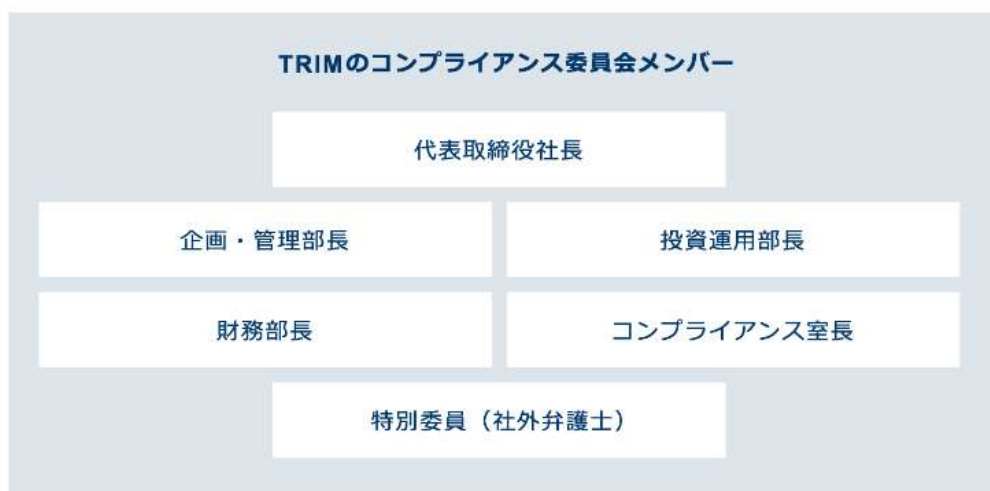 TRIMのコンプライアンス委員会メンバー
代表取締役社長
企画・管理部長
投資運用部長
財務部長
コンプライアンス室長
特別委員（社外弁護士）